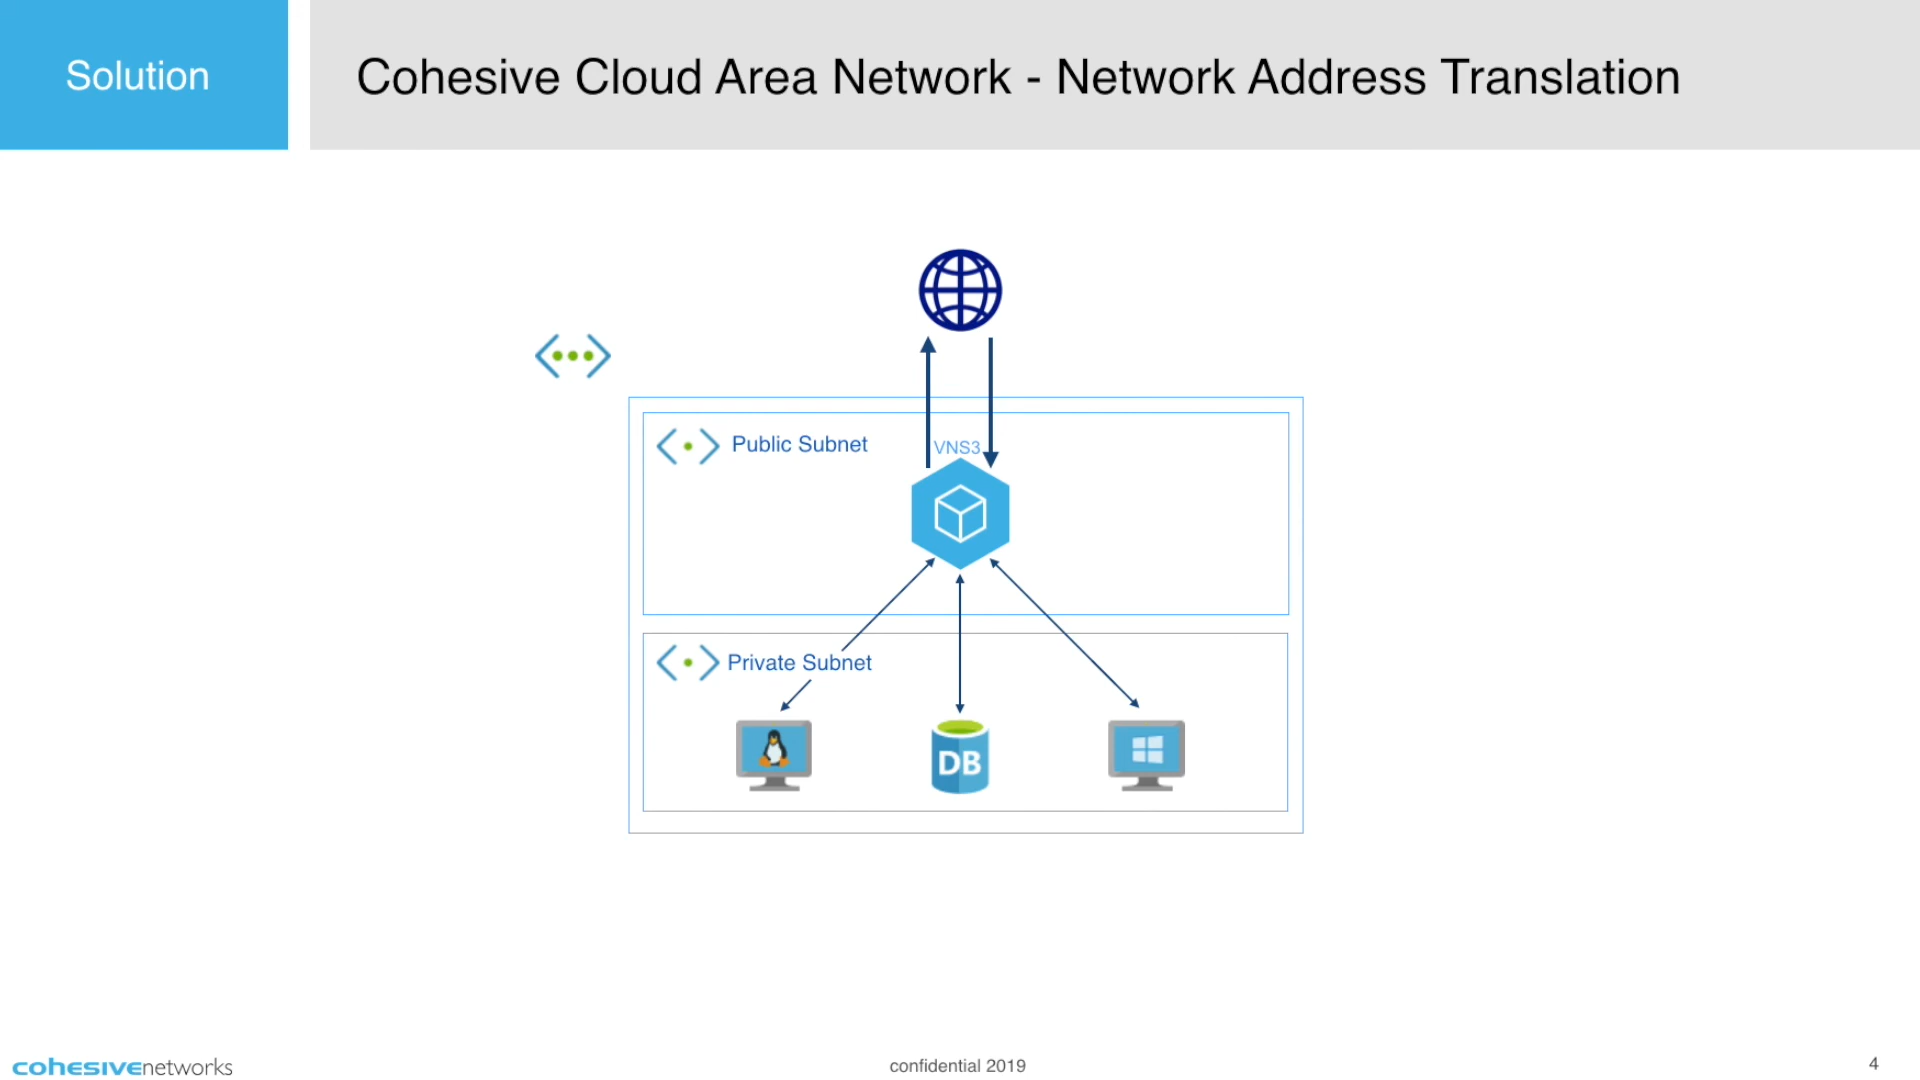 Solution
Cohesive Cloud Area Network - Network Address Translation
Public Subnet
VNS3
Private Subnet
DB
cohesivenetworks
confidential 2019
4